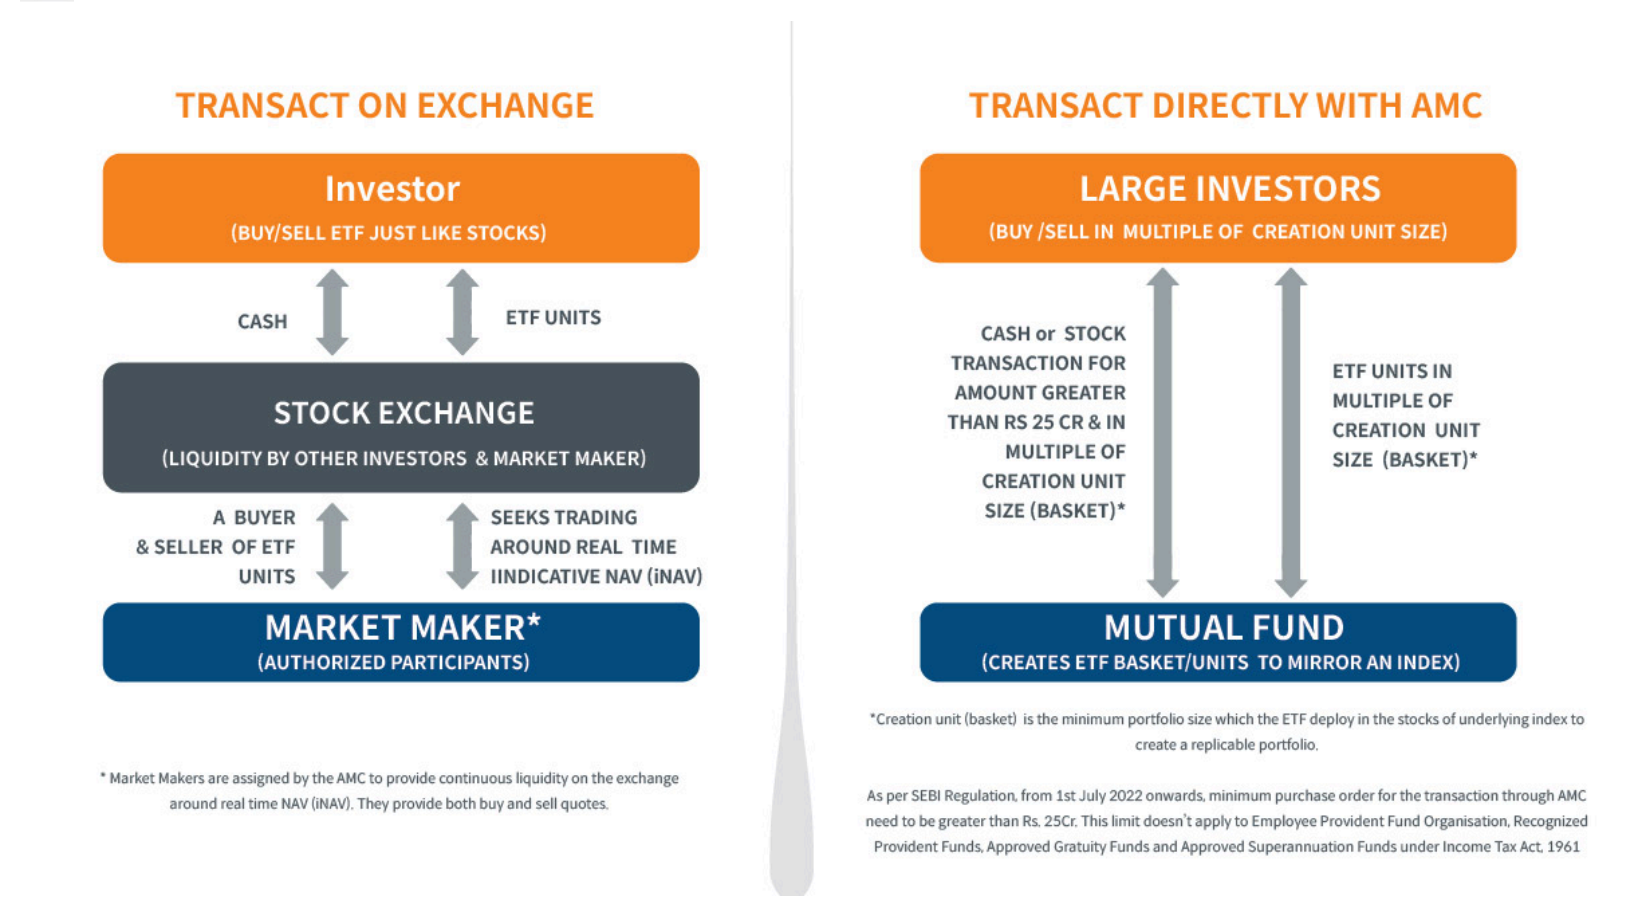 TRANSACT ON EXCHANGE
Investor
(BUY/SELL ETF JUST LIKE STOCKS)
CASH
ETF UNITS
STOCK EXCHANGE
(LIQUIDITY BY OTHER INVESTORS & MARKET MAKER)
A BUYER
& SELLER OF ETF
UNITS
SEEKS TRADING
AROUND REAL TIME
IINDICATIVE NAV (iNAV)
MARKET MAKER*
(AUTHORIZED PARTICIPANTS)
* Market Makers are assigned by the AMC to provide continuous liquidity on the exchange
around real time NAV (iNAV). They provide both buy and sell quotes.
TRANSACT DIRECTLY WITH AMC
LARGE INVESTORS
(BUY /SELL IN MULTIPLE OF CREATION UNIT SIZE)
CASH or STOCK
TRANSACTION FOR
AMOUNT GREATER
THAN RS 25 CR & IN
MULTIPLE OF
CREATION UNIT
SIZE (BASKET)*
ETF UNITS IN
MULTIPLE OF
CREATION UNIT
SIZE (BASKET)*
MUTUAL FUND
(CREATES ETF BASKET/UNITS TO MIRROR AN INDEX)
*Creation unit (basket) is the minimum portfolio size which the ETF deploy in the stocks of underlying index to
create a replicable portfolio.
As per SEBI Regulation, from 1st July 2022 onwards, minimum purchase order for the transaction through AMC
need to be greater than Rs. 25Cr. This limit doesn't apply to Employee Provident Fund Organisation, Recognized
Provident Funds, Approved Gratuity Funds and Approved Superannuation Funds under Income Tax Act, 1961